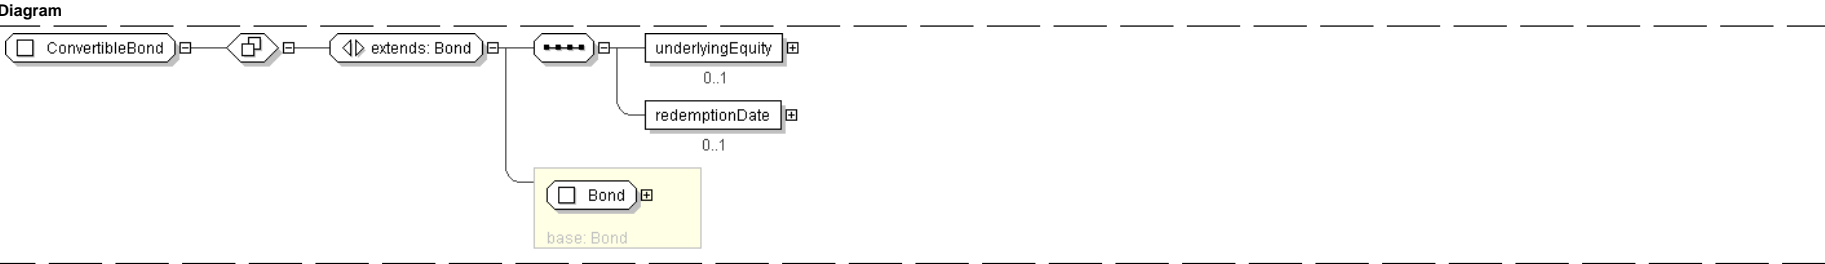 Diagram
ConvertibleBond
extends: Bond
underlyingEquity
0..1
redemptionDate
0..1
Bond
base: Bond